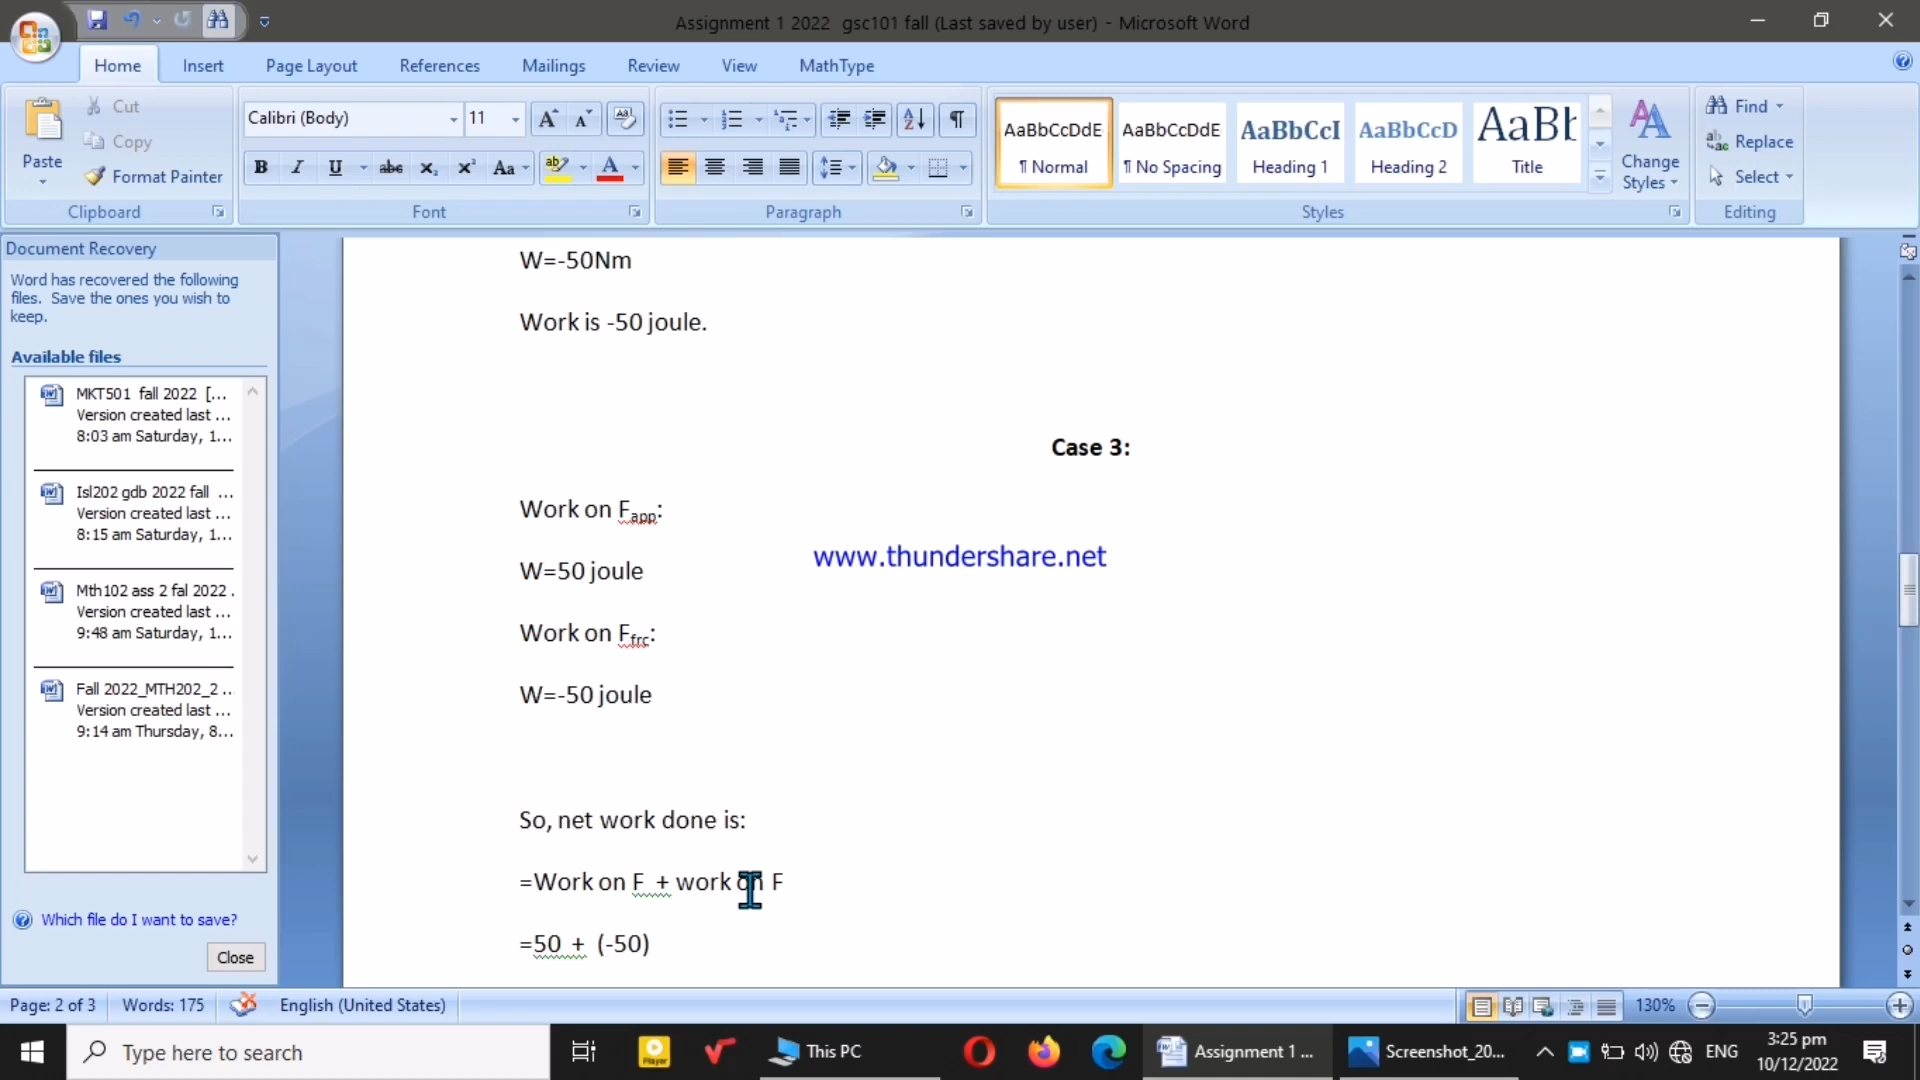 Assignment 1 2022 gsc101 fall (Last saved by user) - Microsoft Word
Home Insert Page Layout References Mailings Review View MathType
Paste
Cut
Copy
Format Painter
Clipboard
Calibri (Body) 11
Font
Paragraph
AaBbCcDdE AaBbCcDdE AaBbCcI AaBbCcD AaBl
¶ Normal ¶ No Spacing Heading 1 Heading 2 Title
Change
Styles
Styles
Find
Replace
Select
Editing
Document Recovery
Word has recovered the following
files. Save the ones you wish to
keep.
Available files
MKT501 fall 2022 [...
Version created last ...
8:03 am Saturday, 1...
Isl202 gdb 2022 fall ...
Version created last ...
8:15 am Saturday, 1...
Mth102 ass 2 fal 2022 .
Version created last ...
9:48 am Saturday, 1...
Fall 2022_MTH202_2 ..
Version created last ...
9:14 am Thursday, 8...
Which file do I want to save?
Close
W=-50Nm
Work is -50 joule.
Case 3:
Work on Fapp:
www.thundershare.net
W=50 joule
Work on Ffrc:
W=-50 joule
So, net work done is:
=Work on F + work on F
=50 + (-50)
Page: 2 of 3 Words: 175 English (United States) 130%
Type here to search
Player
This PC
Assignment 1 ...
Screenshot_20...
ENG
3:25 pm
10/12/2022